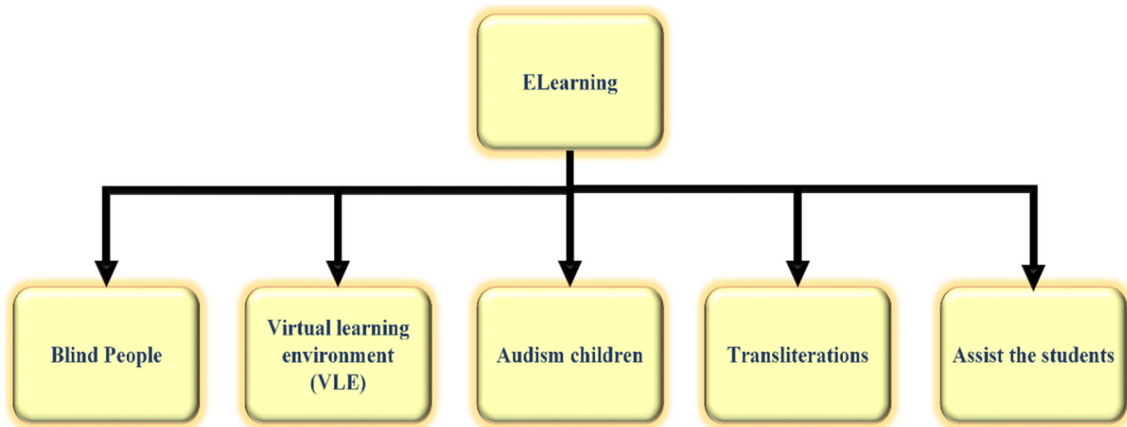 ELearning
Blind People
Virtual learning
environment
(VLE)
Audism children
Transliterations
Assist the students